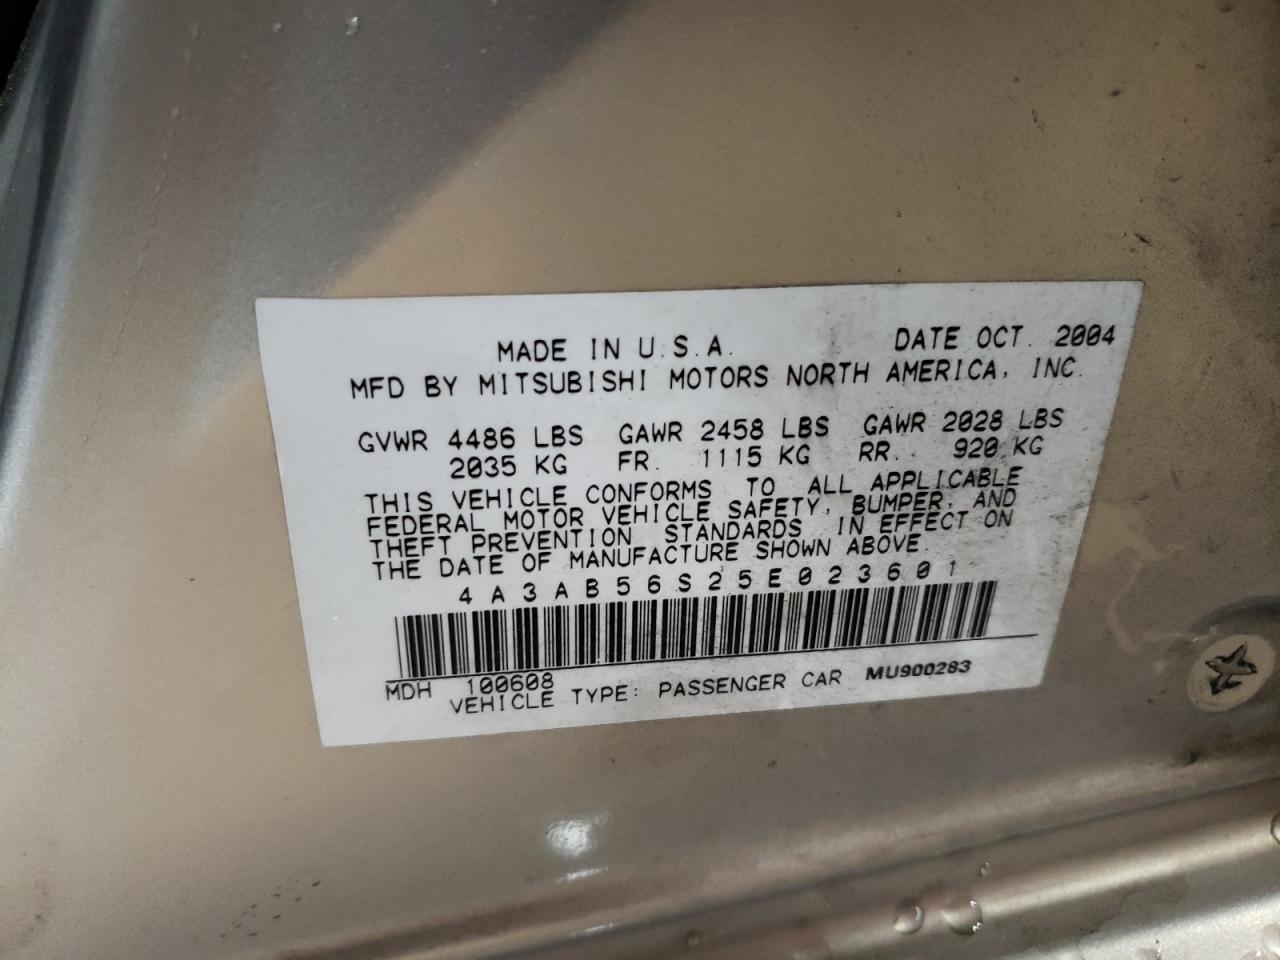 MADE IN U.S.A. DATE OCT. 2004
MFD BY MITSUBISHI MOTORS NORTH AMERICA, INC.
GVWR 4486 LBS GAWR 2458 LBS GAWR 2028 LBS
2035 KG FR. 1115 KG RR. 920 KG
THIS VEHICLE CONFORMS TO ALL APPLICABLE
FEDERAL MOTOR VEHICLE SAFETY, BUMPER, AND
THEFT PREVENTION STANDARDS IN EFFECT ON
THE DATE OF MANUFACTURE SHOWN ABOVE.
4A3AB56S25E023601
MDH 100608
VEHICLE TYPE: PASSENGER CAR MU900283